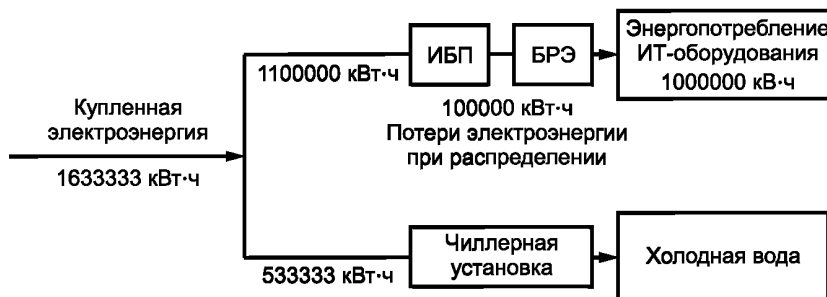 Энергопотребление
ИТ-оборудования
1000000 кВ·ч
ИБП
БРЭ
1100000 кВт·ч
100000 кВт·ч
Потери электроэнергии
при распределении
Купленная
электроэнергия
1633333 кВт·ч
Чиллерная
установка
Холодная вода
533333 кВт·ч